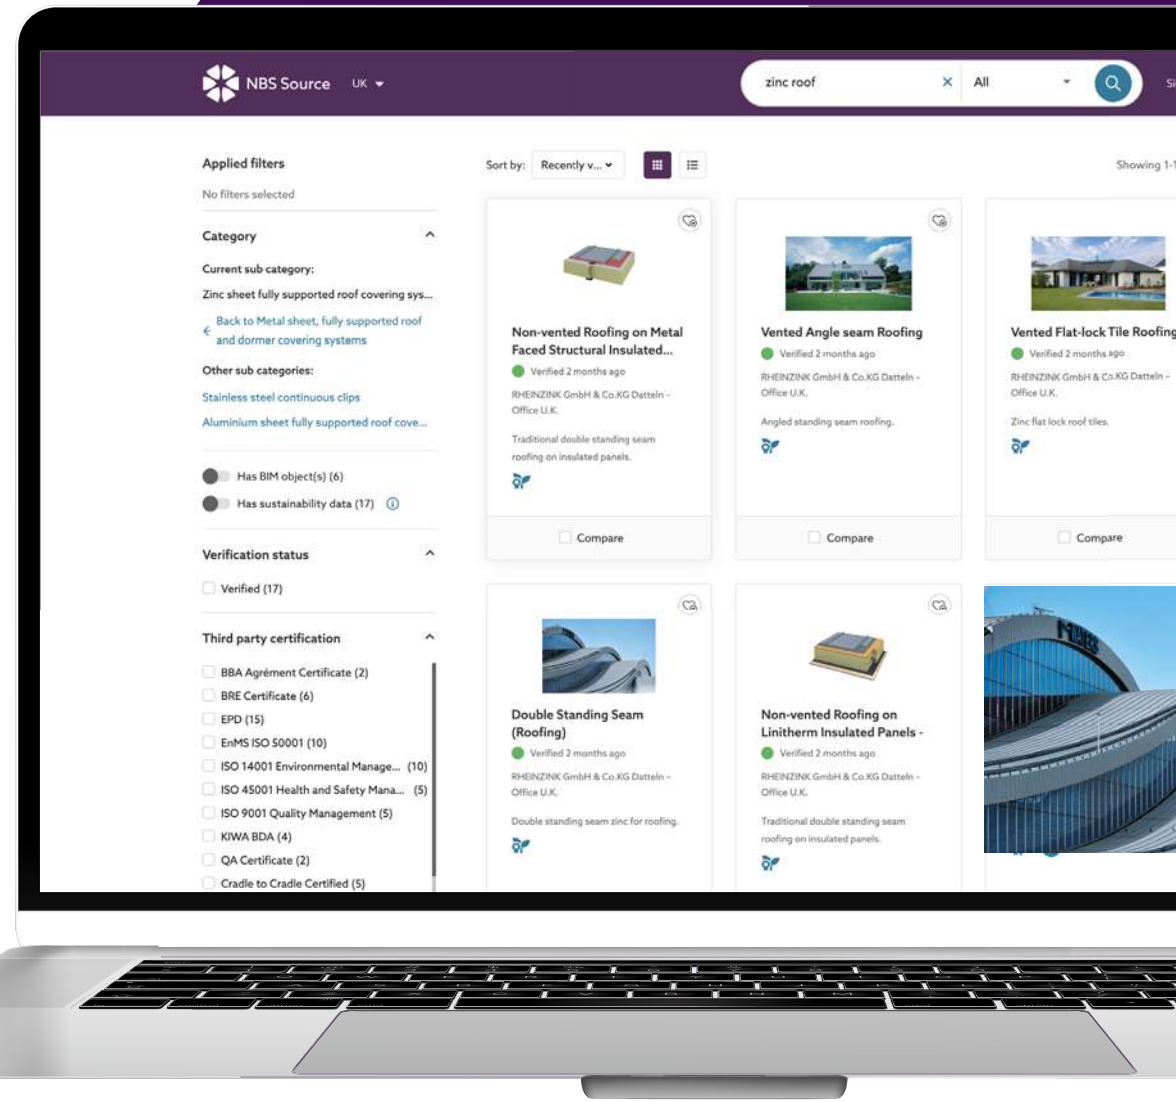 NBS Source
UK
zinc roof
All
Applied filters
No filters selected
Category
Current sub category:
Zinc sheet fully supported roof covering sys...
Back to Metal sheet, fully supported roof
and dormer covering systems
Other sub categories:
Stainless steel continuous clips
Aluminium sheet fully supported roof cove...
Has BIM object(s) (6)
Has sustainability data (17)
Verification status
Verified (17)
Third party certification
BBA Agrément Certificate (2)
BRE Certificate (6)
EPD (15)
EnMS ISO 50001 (10)
ISO 14001 Environmental Manage... (10)
ISO 45001 Health and Safety Mana... (5)
ISO 9001 Quality Management (5)
KIWA BDA (4)
QA Certificate (2)
Cradle to Cradle Certified (5)
Sort by: Recently v...
Showing 1-1
Non-vented Roofing on Metal
Faced Structural Insulated...
Verified 2 months ago
RHEINZINK GmbH & Co.KG Datteln -
Office U.K.
Traditional double standing seam
roofing on insulated panels.
Compare
Vented Angle seam Roofing
Verified 2 months ago
RHEINZINK GmbH & Co.KG Datteln -
Office U.K.
Angled standing seam roofing.
Compare
Vented Flat-lock Tile Roofing
Verified 2 months ago
RHEINZINK GmbH & Co.KG Datteln -
Office U.K.
Zinc flat lock roof tiles.
Compare
Double Standing Seam
(Roofing)
Verified 2 months ago
RHEINZINK GmbH & Co.KG Datteln -
Office U.K.
Double standing seam zinc for roofing.
Non-vented Roofing on
Linitherm Insulated Panels -
Verified 2 months ago
RHEINZINK GmbH & Co.KG Datteln -
Office U.K.
Traditional double standing seam
roofing on insulated panels.